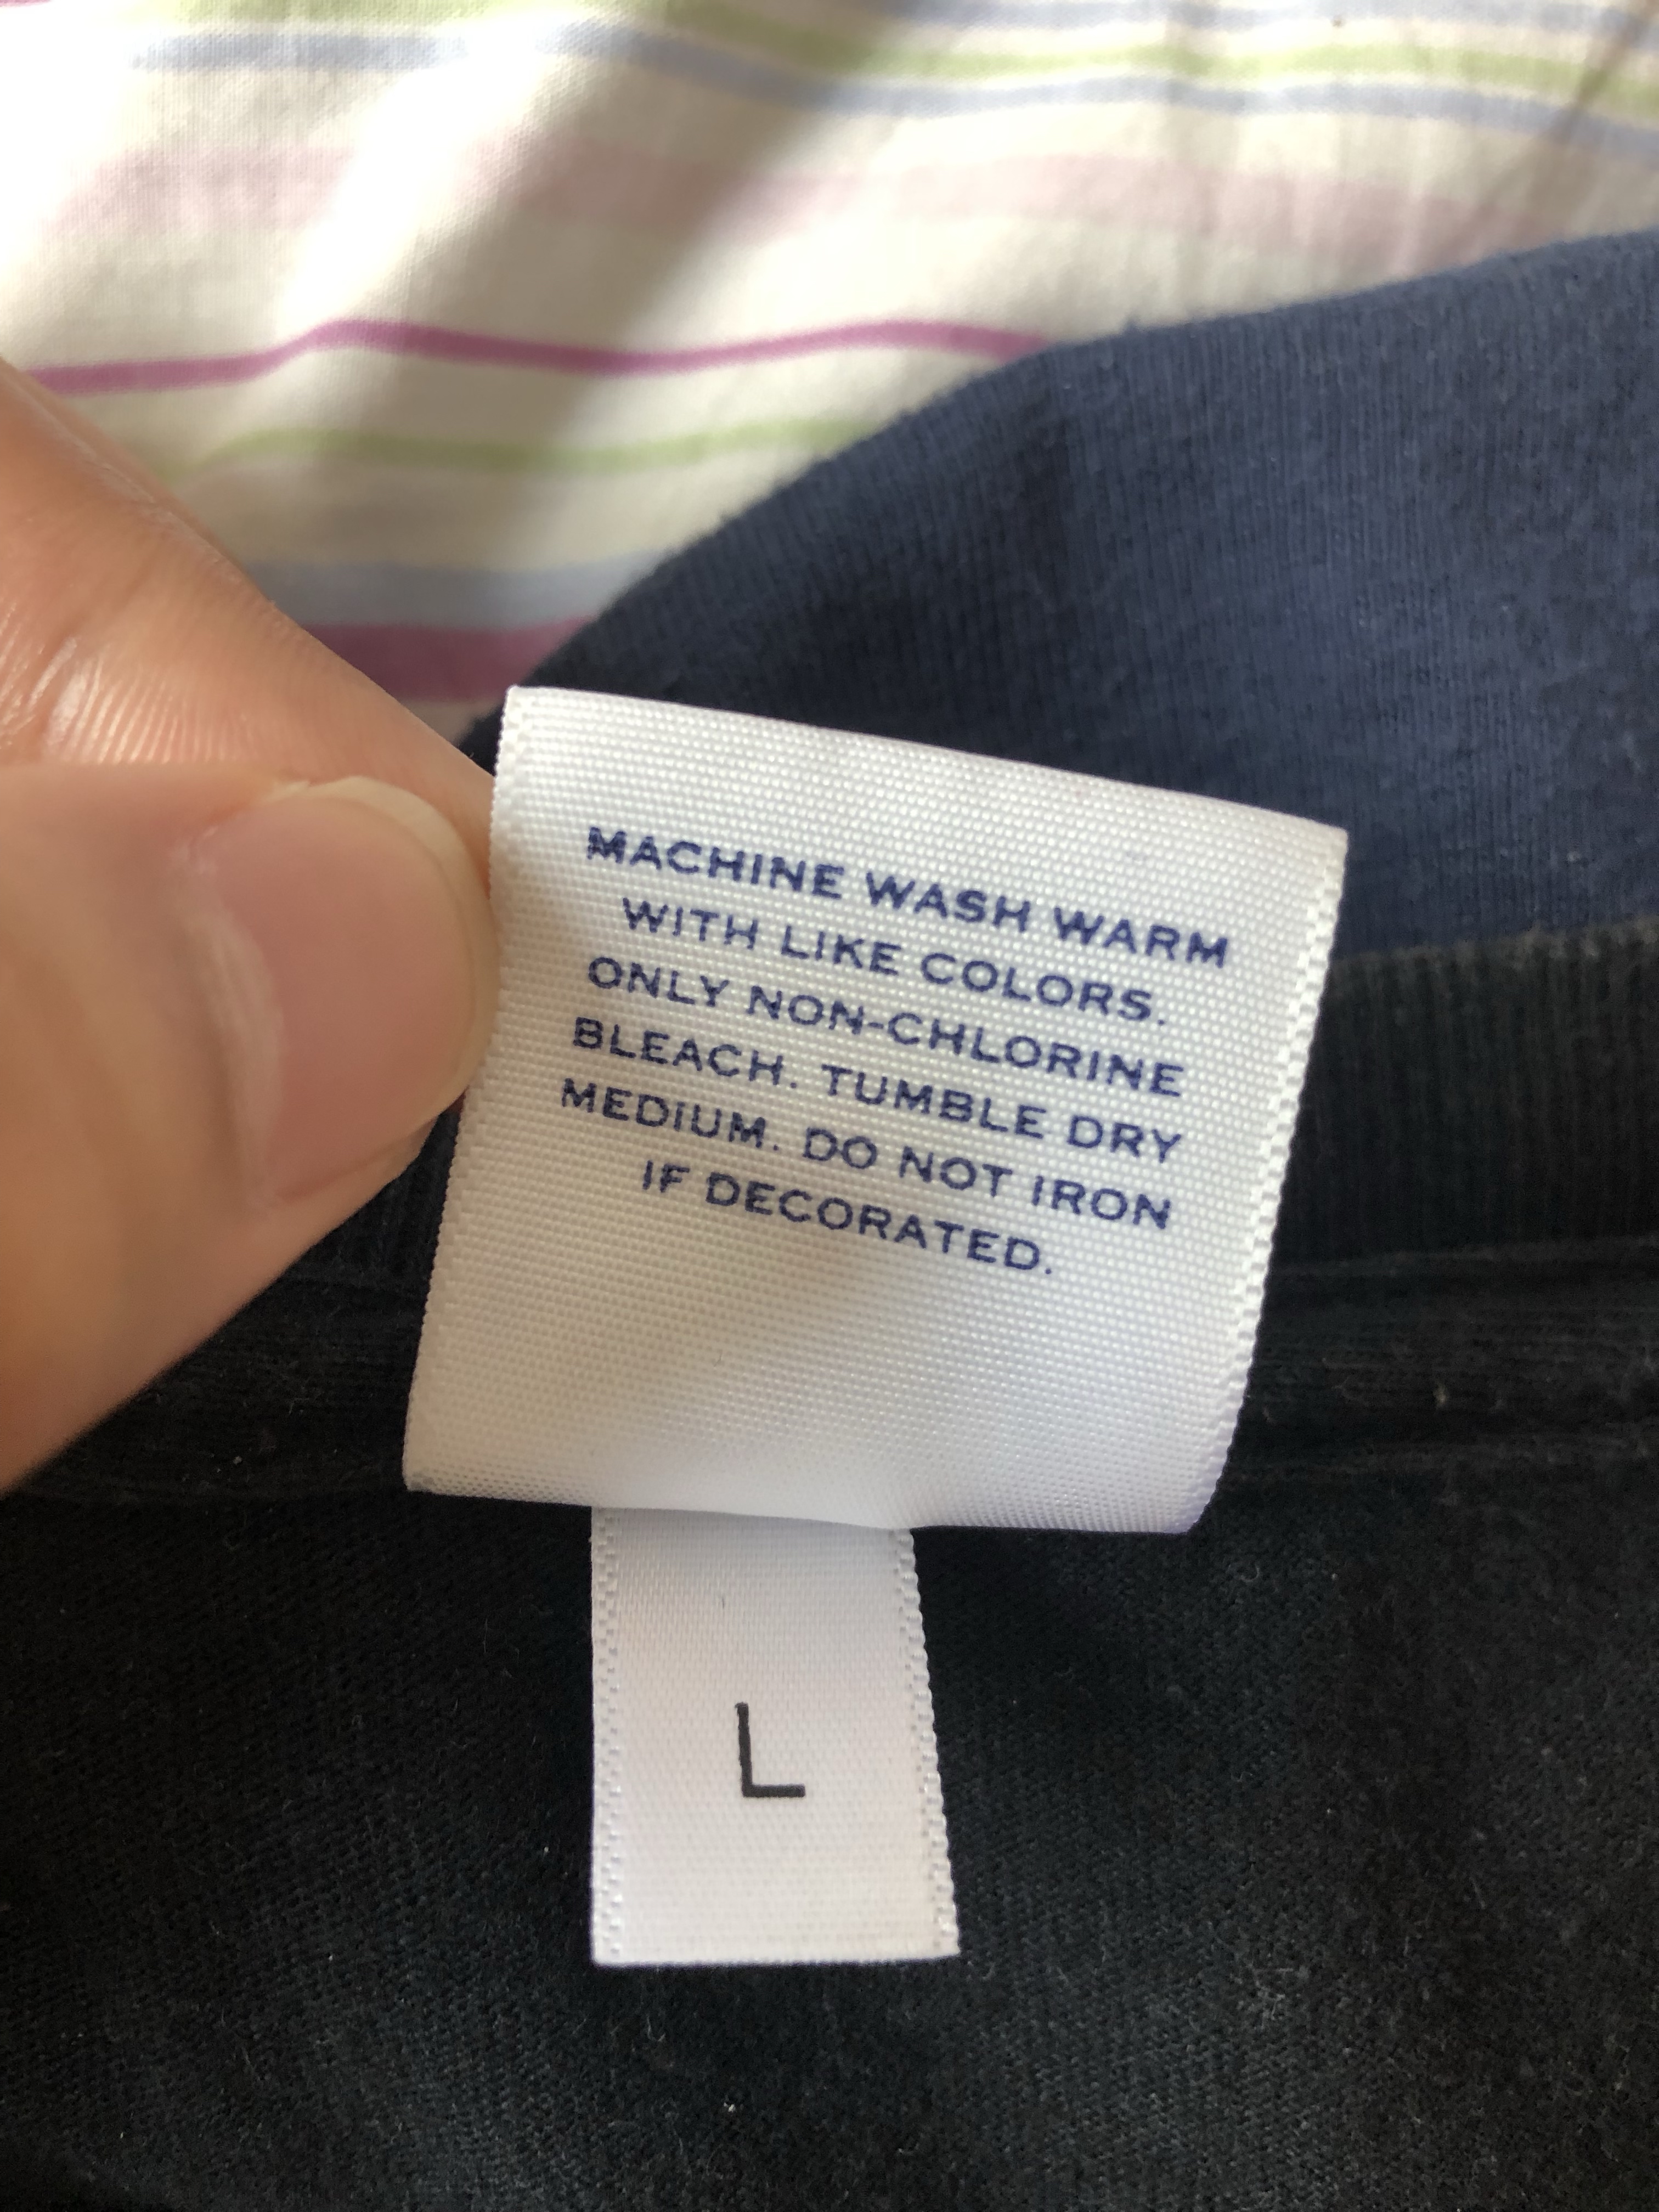 MACHINE WASH WARM
WITH LIKE COLORS.
ONLY NON-CHLORINE
BLEACH. TUMBLE DRY
MEDIUM. DO NOT IRON
IF DECORATED.
L